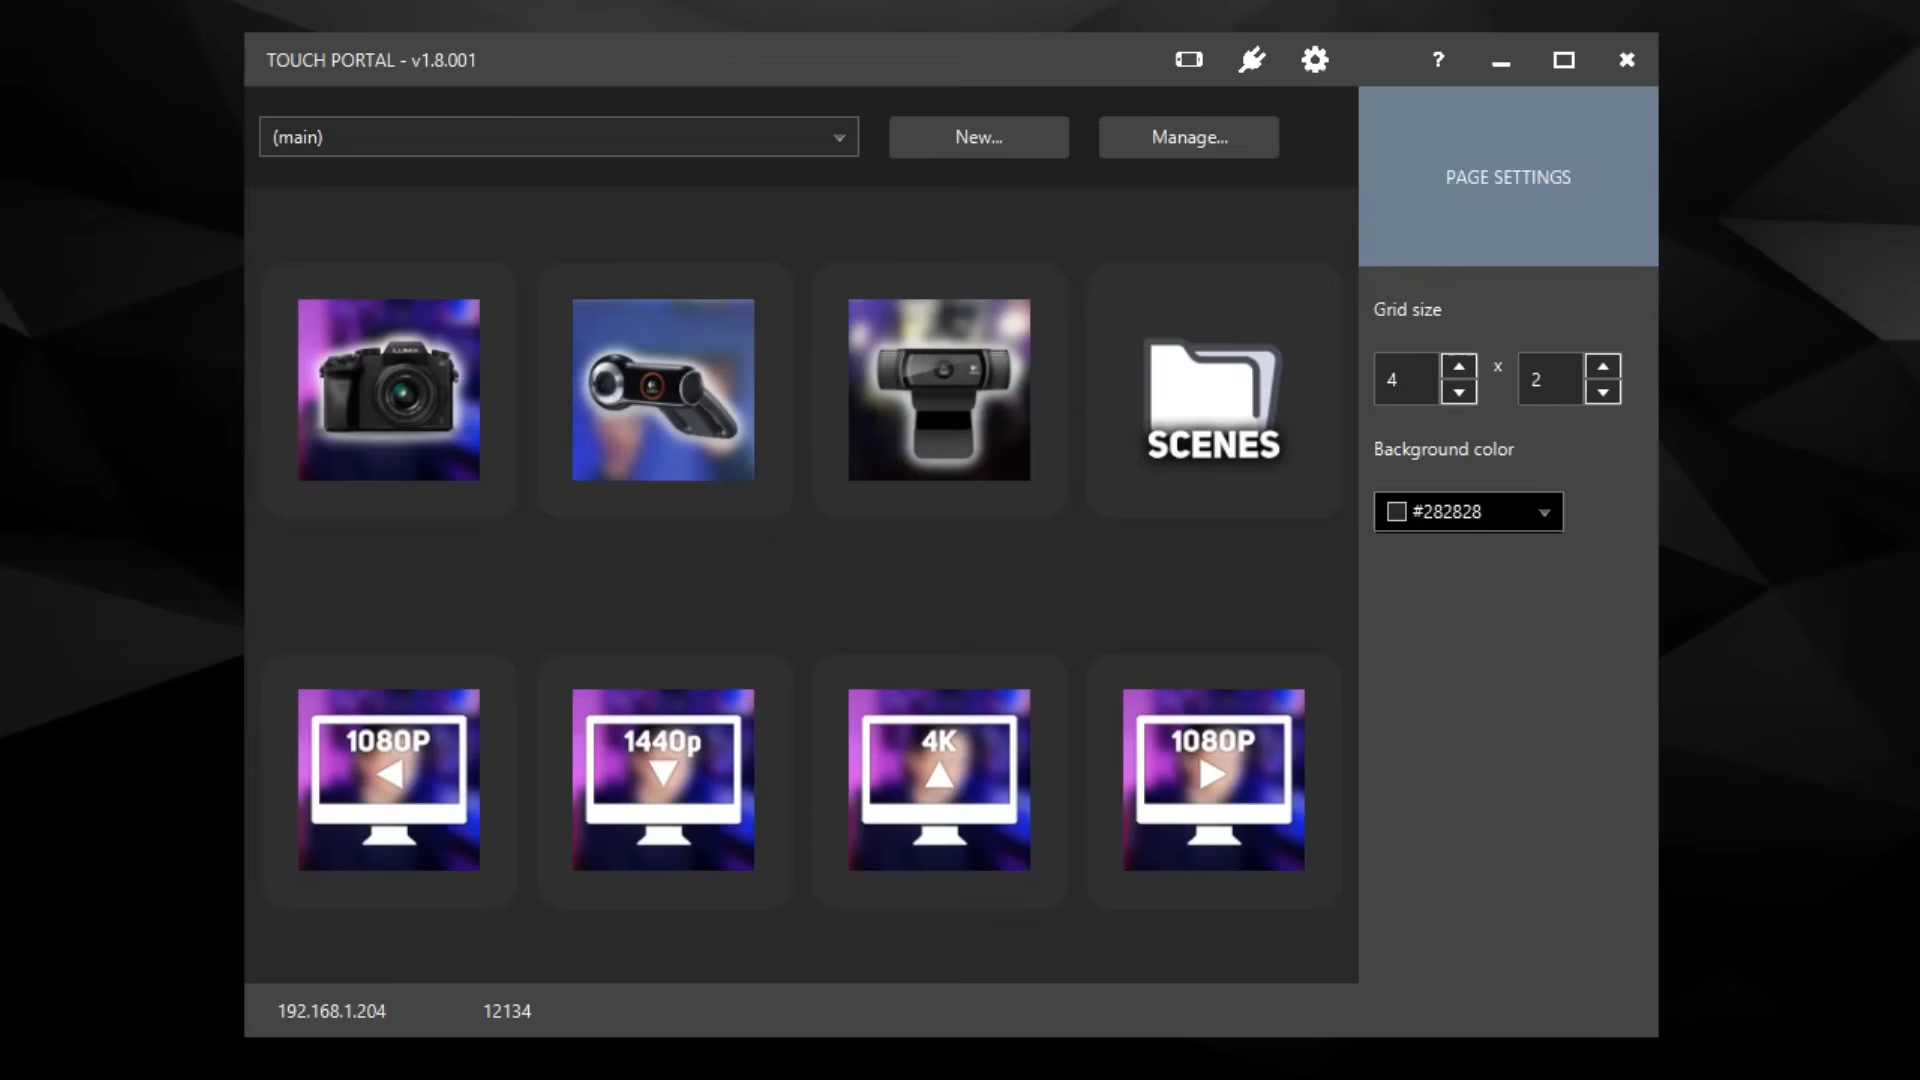 TOUCH PORTAL - v1.8.001
?
(main)
New...
Manage...
PAGE SETTINGS
Grid size
4
x
2
Background color
#282828
LUMIX
SCENES
1080P
1440p
4K
1080P
192.168.1.204
12134